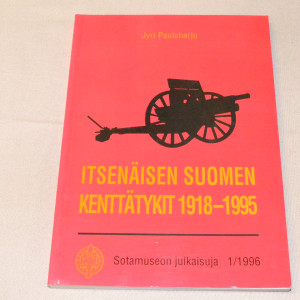 Jyri Paulaharju
ITSENÄISEN SUOMEN
KENTTÄTYKIT 1918–1995
Sotamuseon julkaisuja 1/1996